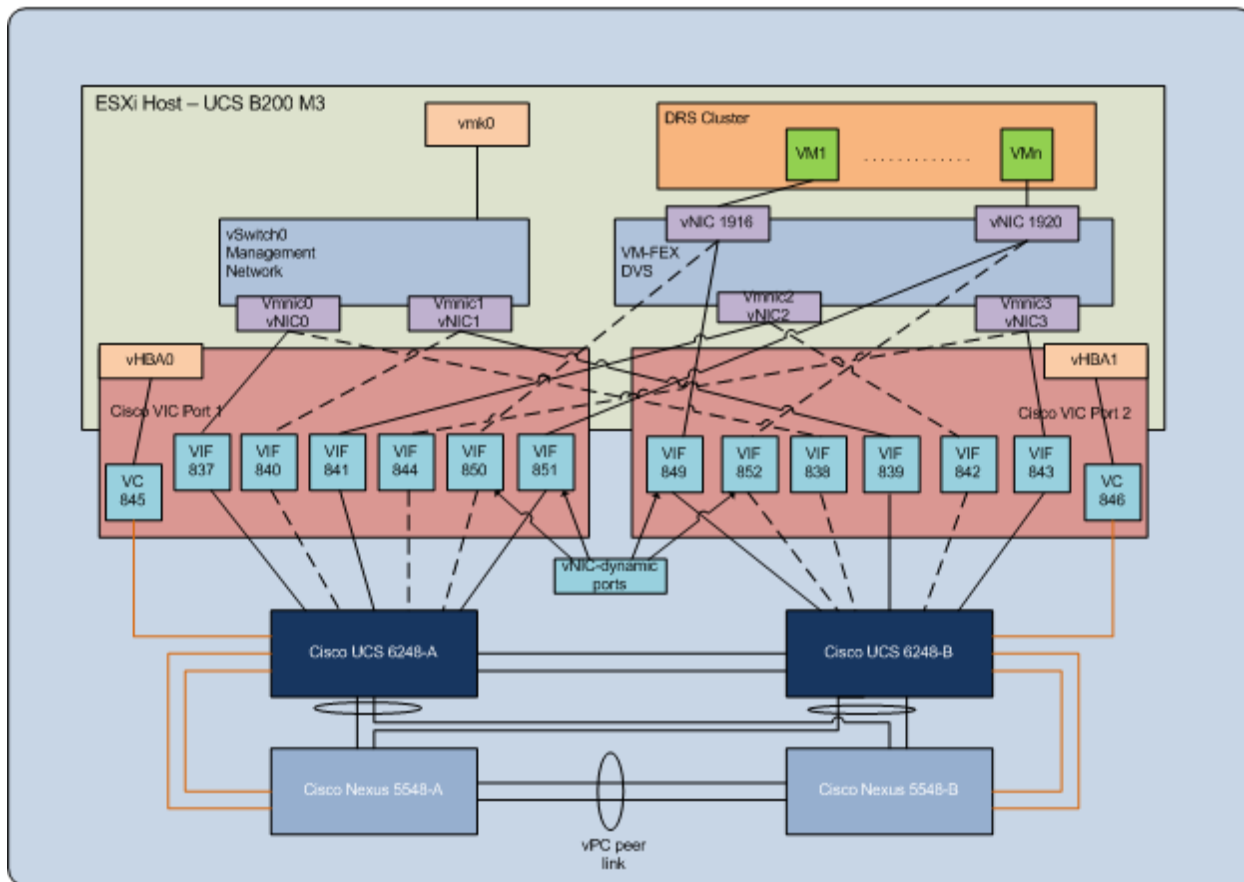 ESXi Host – UCS B200 M3
vmk0
DRS Cluster
VM1
. . . . . . . . . . . . .
VMn
vNIC 1916
vNIC 1920
vSwitch0
Management
Network
VM-FEX
DVS
Vmnic0
vNIC0
Vmnic1
vNIC1
Vmnic2
vNIC2
Vmnic3
vNIC3
vHBA0
vHBA1
Cisco VIC Port 1
Cisco VIC Port 2
VC
845
VIF
837
VIF
840
VIF
841
VIF
844
VIF
850
VIF
851
VIF
849
VIF
852
VIF
838
VIF
839
VIF
842
VIF
843
VC
846
vNIC-dynamic
ports
Cisco UCS 6248-A
Cisco UCS 6248-B
Cisco Nexus 5548-A
Cisco Nexus 5548-B
vPC peer
link